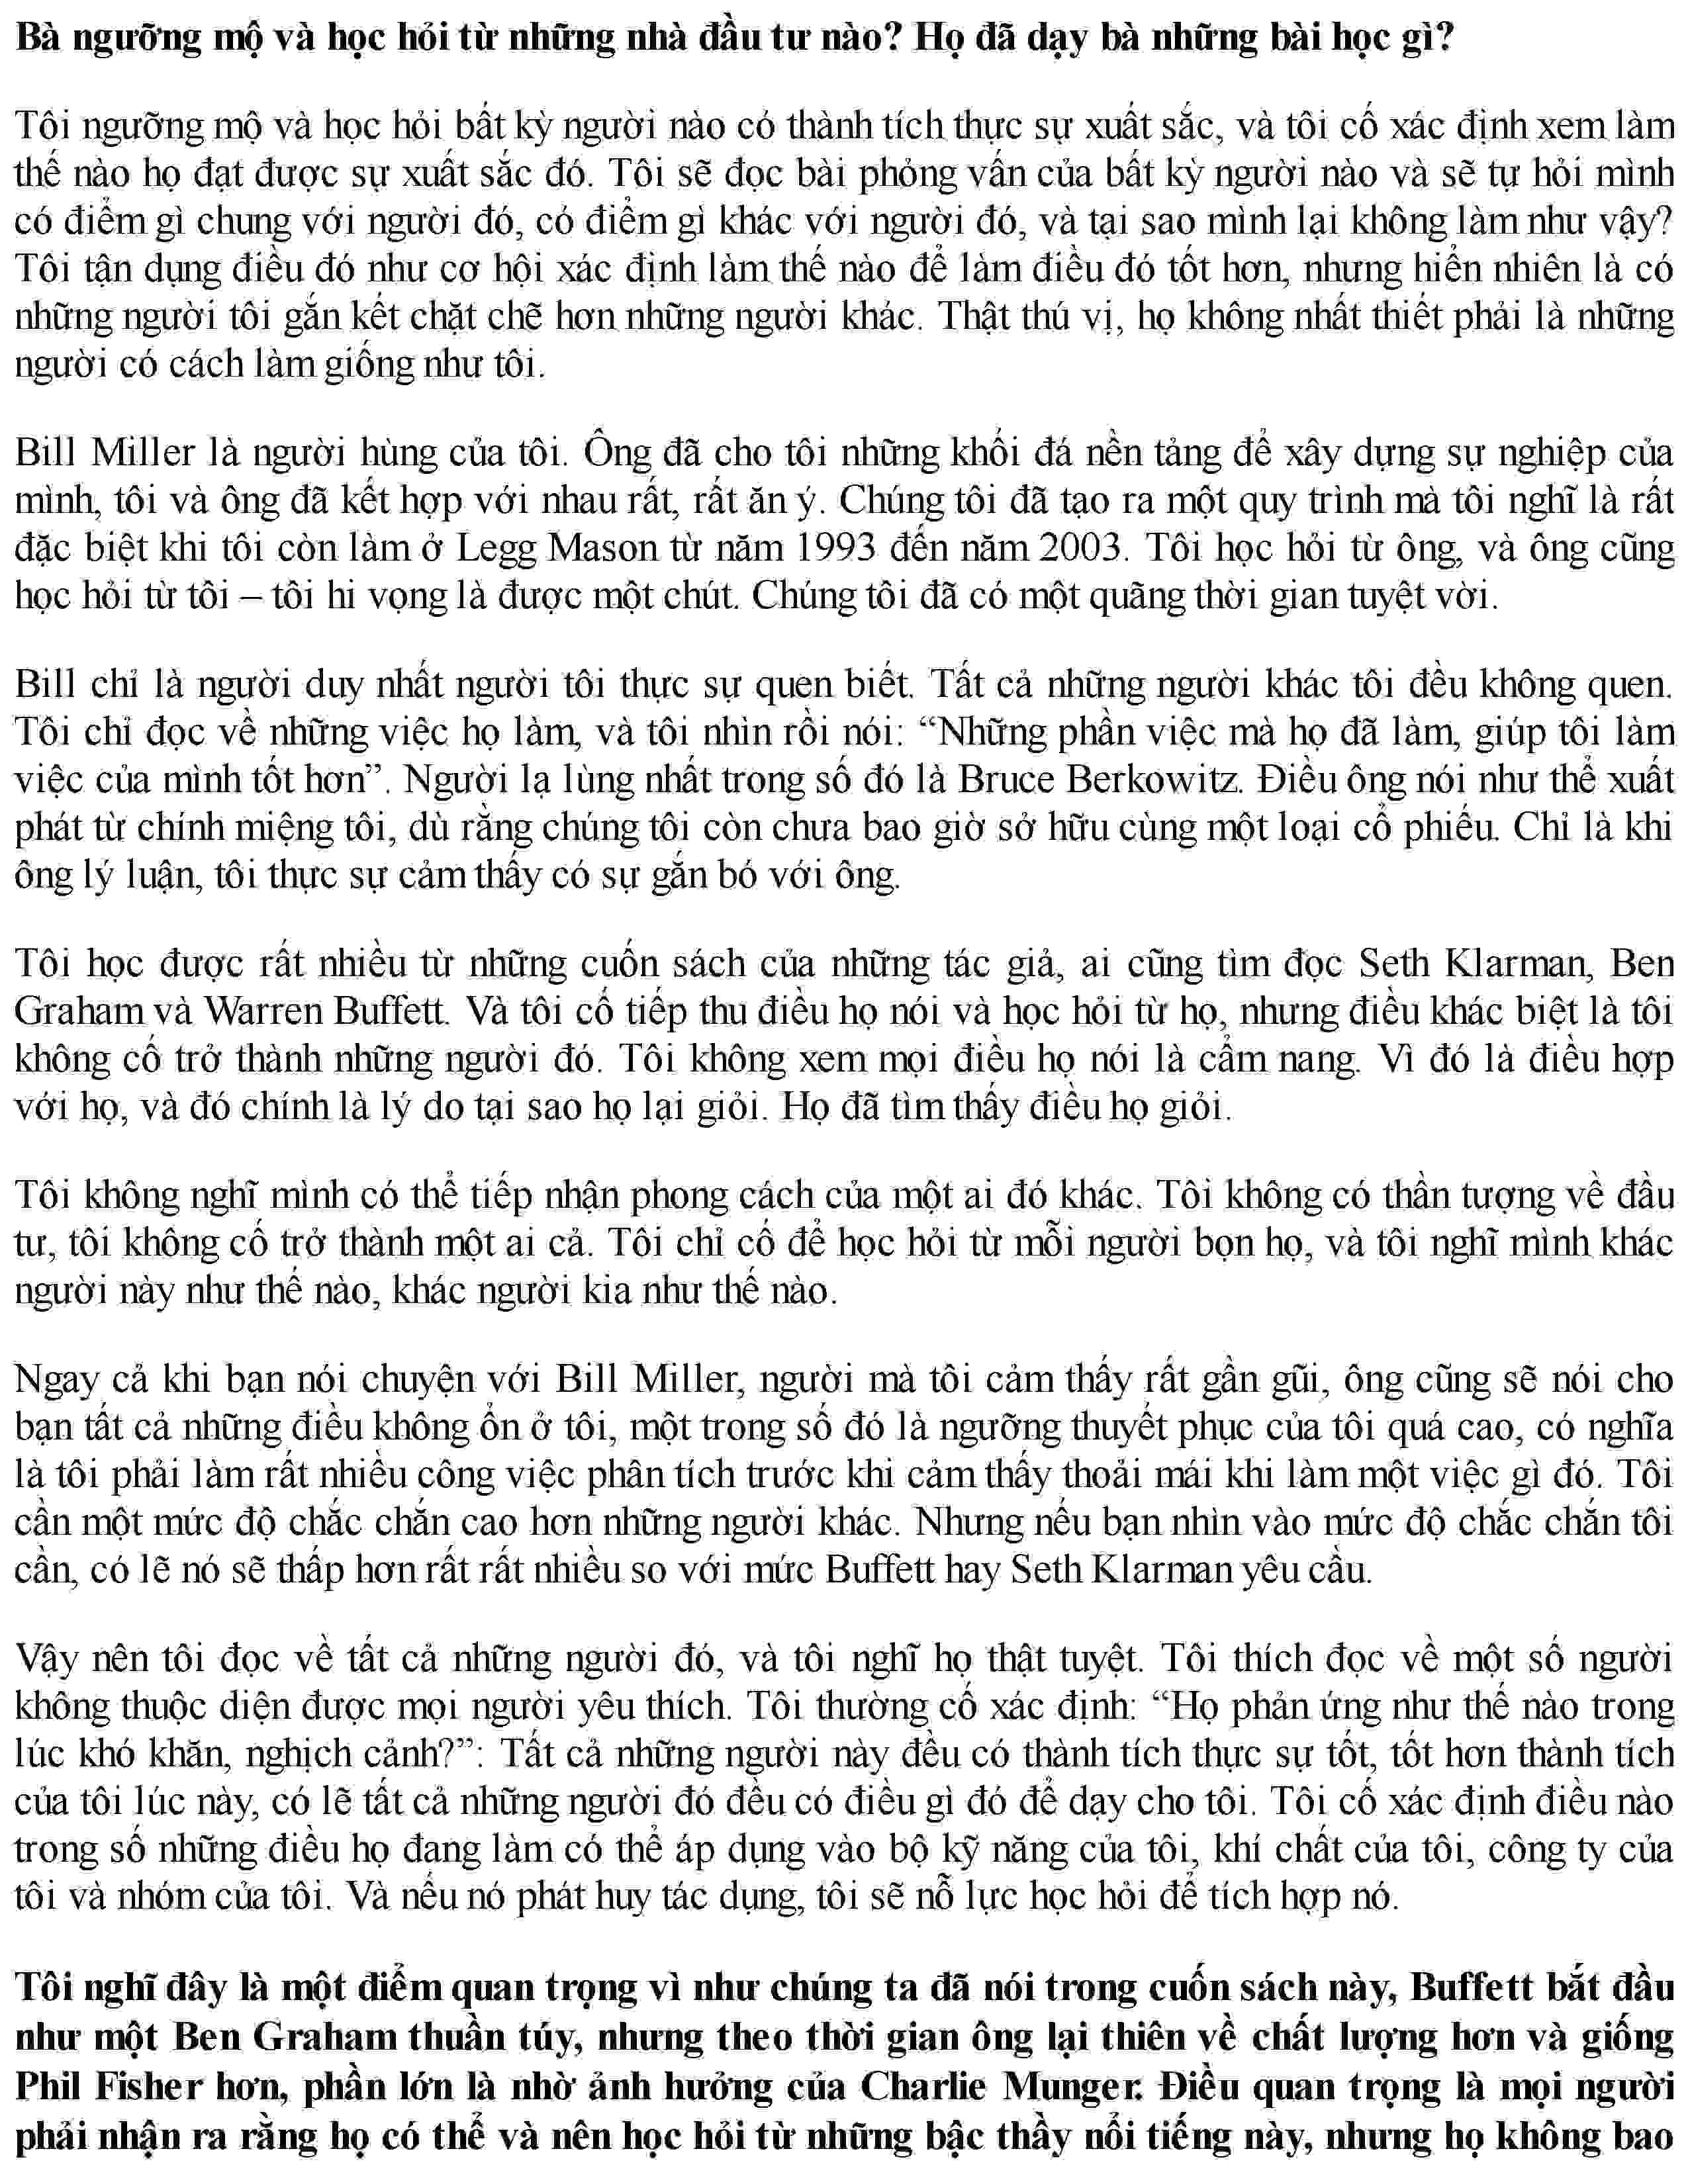 Bà ngưỡng mộ và học hỏi từ những nhà đầu tư nào? Họ đã dạy bà những bài học gì?
Tôi ngưỡng mộ và học hỏi bất kỳ người nào có thành tích thực sự xuất sắc, và tôi cố xác định xem làm
thế nào họ đạt được sự xuất sắc đó. Tôi sẽ đọc bài phỏng vấn của bất kỳ người nào và sẽ tự hỏi mình
có điểm gì chung với người đó, có điểm gì khác với người đó, và tại sao mình lại không làm như vậy?
Tôi tận dụng điều đó như cơ hội xác định làm thế nào để làm điều đó tốt hơn, nhưng hiển nhiên là có
những người tôi gắn kết chặt chẽ hơn những người khác. Thật thú vị, họ không nhất thiết phải là những
người có cách làm giống như tôi.
Bill Miller là người hùng của tôi. Ông đã cho tôi những khối đá nền tảng để xây dựng sự nghiệp của
mình, tôi và ông đã kết hợp với nhau rất, rất ăn ý. Chúng tôi đã tạo ra một quy trình mà tôi nghĩ là rất
đặc biệt khi tôi còn làm ở Legg Mason từ năm 1993 đến năm 2003. Tôi học hỏi từ ông, và ông cũng
học hỏi từ tôi – tôi hi vọng là được một chút. Chúng tôi đã có một quãng thời gian tuyệt vời.
Bill chỉ là người duy nhất người tôi thực sự quen biết. Tất cả những người khác tôi đều không quen.
Tôi chỉ đọc về những việc họ làm, và tôi nhìn rồi nói: “Những phần việc mà họ đã làm, giúp tôi làm
việc của mình tốt hơn”. Người lạ lùng nhất trong số đó là Bruce Berkowitz. Điều ông nói như thể xuất
phát từ chính miệng tôi, dù rằng chúng tôi còn chưa bao giờ sở hữu cùng một loại cổ phiếu. Chỉ là khi
ông lý luận, tôi thực sự cảm thấy có sự gắn bó với ông.
Tôi học được rất nhiều từ những cuốn sách của những tác giả, ai cũng tìm đọc Seth Klarman, Ben
Graham và Warren Buffett. Và tôi cố tiếp thu điều họ nói và học hỏi từ họ, nhưng điều khác biệt là tôi
không cố trở thành những người đó. Tôi không xem mọi điều họ nói là cẩm nang. Vì đó là điều hợp
với họ, và đó chính là lý do tại sao họ lại giỏi. Họ đã tìm thấy điều họ giỏi.
Tôi không nghĩ mình có thể tiếp nhận phong cách của một ai đó khác. Tôi không có thần tượng về đầu
tư, tôi không cố trở thành một ai cả. Tôi chỉ cố để học hỏi từ mỗi người bọn họ, và tôi nghĩ mình khác
người này như thế nào, khác người kia như thế nào.
Ngay cả khi bạn nói chuyện với Bill Miller, người mà tôi cảm thấy rất gần gũi, ông cũng sẽ nói cho
bạn tất cả những điều không ổn ở tôi, một trong số đó là ngưỡng thuyết phục của tôi quá cao, có nghĩa
là tôi phải làm rất nhiều công việc phân tích trước khi cảm thấy thoải mái khi làm một việc gì đó. Tôi
cần một mức độ chắc chắn cao hơn những người khác. Nhưng nếu bạn nhìn vào mức độ chắc chắn tôi
cần, có lẽ nó sẽ thấp hơn rất rất nhiều so với mức Buffett hay Seth Klarman yêu cầu.
Vậy nên tôi đọc về tất cả những người đó, và tôi nghĩ họ thật tuyệt. Tôi thích đọc về một số người
không thuộc diện được mọi người yêu thích. Tôi thường cố xác định: “Họ phản ứng như thế nào trong
lúc khó khăn, nghịch cảnh?”: Tất cả những người này đều có thành tích thực sự tốt, tốt hơn thành tích
của tôi lúc này, có lẽ tất cả những người đó đều có điều gì đó để dạy cho tôi. Tôi cố xác định điều nào
trong số những điều họ đang làm có thể áp dụng vào bộ kỹ năng của tôi, khí chất của tôi, công ty của
tôi và nhóm của tôi. Và nếu nó phát huy tác dụng, tôi sẽ nỗ lực học hỏi để tích hợp nó.
Tôi nghĩ đây là một điểm quan trọng vì như chúng ta đã nói trong cuốn sách này, Buffett bắt đầu
như một Ben Graham thuần túy, nhưng theo thời gian ông lại thiên về chất lượng hơn và giống
Phil Fisher hơn, phần lớn là nhờ ảnh hưởng của Charlie Munger. Điều quan trọng là mọi người
phải nhận ra rằng họ có thể và nên học hỏi từ những bậc thầy nổi tiếng này, nhưng họ không bao